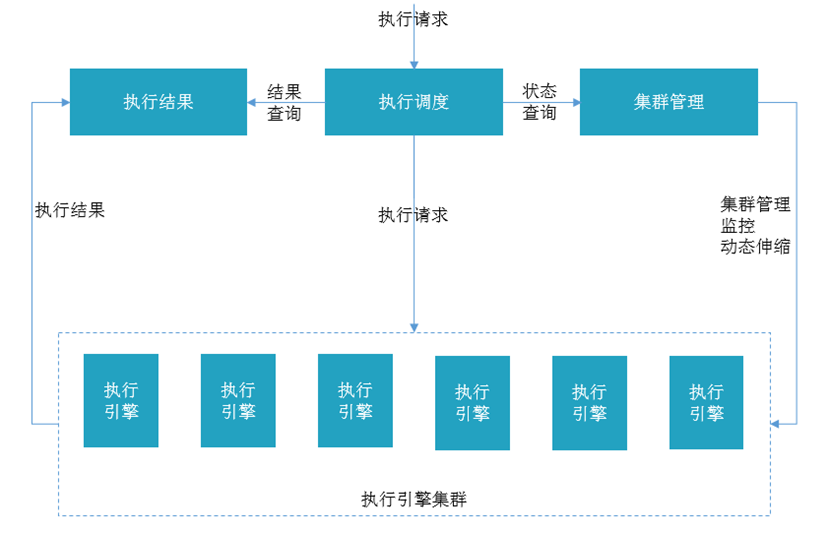 执行请求
执行结果
结果
查询
执行调度
状态
查询
集群管理
执行结果
执行请求
集群管理
监控
动态伸缩
执行
引擎
执行
引擎
执行
引擎
执行
引擎
执行
引擎
执行
引擎
执行引擎集群